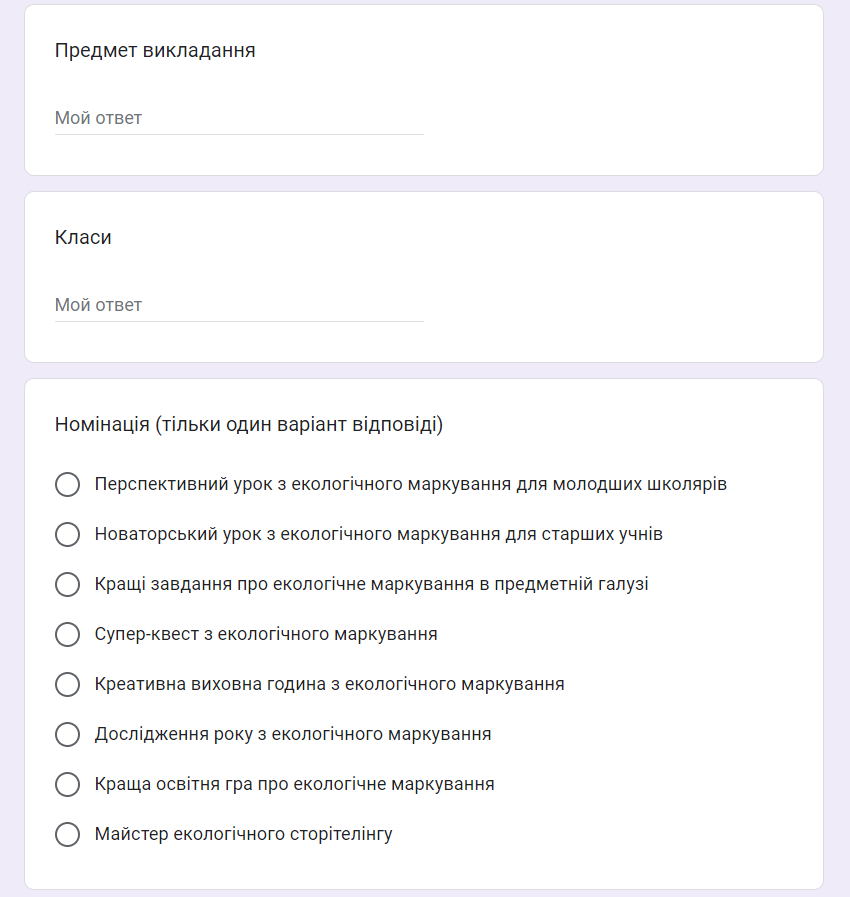 Предмет викладання
Мой ответ
Класи
Мой ответ
Номінація (тільки один варіант відповіді)
Перспективний урок з екологічного маркування для молодших школярів
Новаторський урок з екологічного маркування для старших учнів
Кращі завдання про екологічне маркування в предметній галузі
Супер-квест з екологічного маркування
Креативна виховна година з екологічного маркування
Дослідження року з екологічного маркування
Краща освітня гра про екологічне маркування
Майстер екологічного сторітелінгу